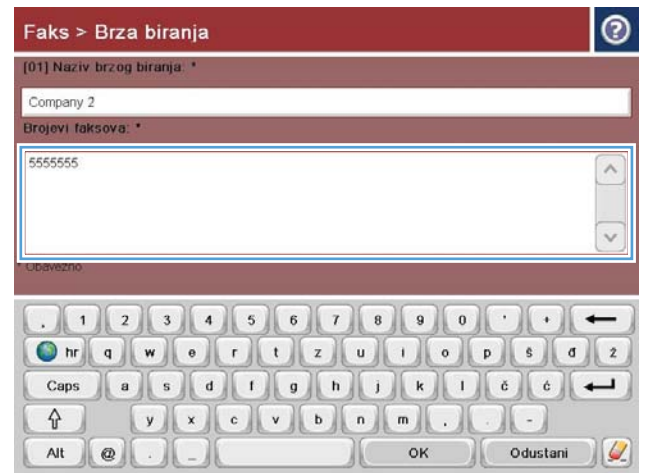 Faks > Brza biranja
[01] Naziv brzog biranja: *
Company 2
Brojevi faksova: *
5555555
* Obavezno
. 1 2 3 4 5 6 7 8 9 0 ' +
hr q w e r t z u i o p š đ ž
Caps a s d f g h j k l č ć
y x c v b n m , . -
Alt @ . _ OK Odustani